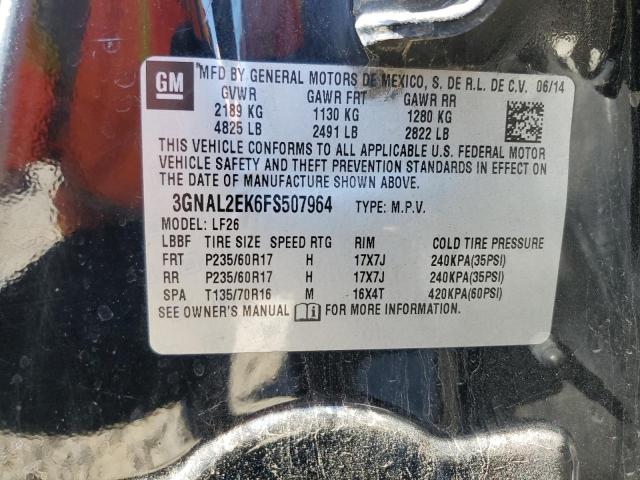 GM MFD BY GENERAL MOTORS DE MEXICO, S. DE R.L. DE C.V. 06/14
GVWR GAWR FRT GAWR RR
2189 KG 1130 KG 1280 KG
4825 LB 2491 LB 2822 LB
THIS VEHICLE CONFORMS TO ALL APPLICABLE U.S. FEDERAL MOTOR
VEHICLE SAFETY AND THEFT PREVENTION STANDARDS IN EFFECT ON
THE DATE OF MANUFACTURE SHOWN ABOVE.
3GNAL2EK6FS507964 TYPE: M.P.V.
MODEL: LF26
LBBF TIRE SIZE SPEED RTG RIM COLD TIRE PRESSURE
FRT P235/60R17 H 17X7J 240KPA(35PSI)
RR P235/60R17 H 17X7J 240KPA(35PSI)
SPA T135/70R16 M 16X4T 420KPA(60PSI)
SEE OWNER'S MANUAL FOR MORE INFORMATION